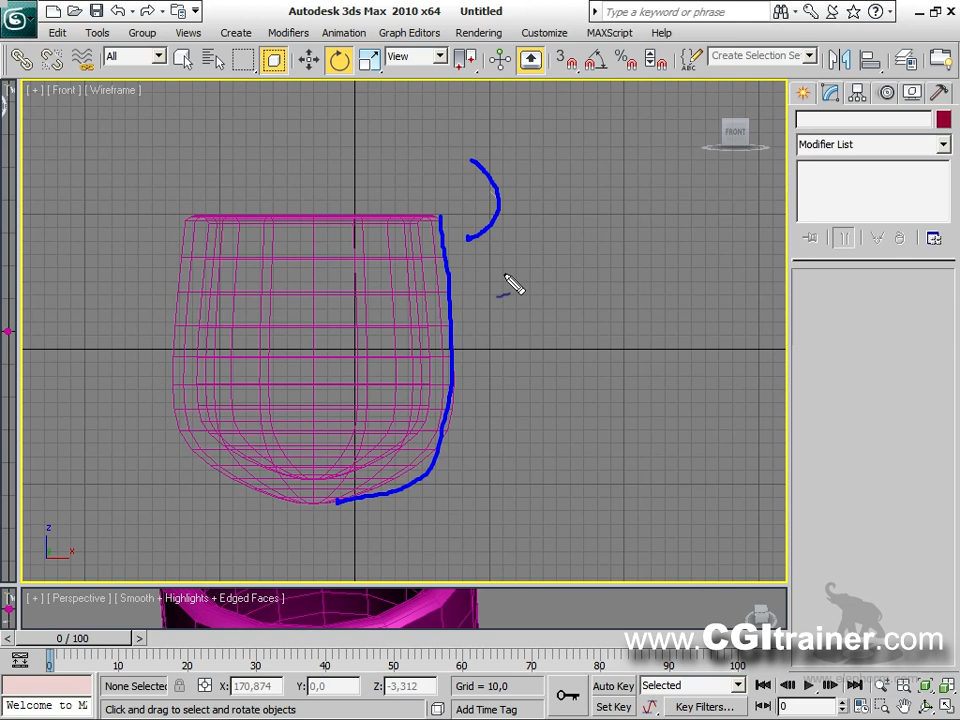 Autodesk 3ds Max 2010 x64 Untitled
Type a keyword or phrase
Edit Tools Group Views Create Modifiers Animation Graph Editors Rendering Customize MAXScript Help
All View 3 Create Selection Se
[ + ] [ Front ] [ Wireframe ]
FRONT
Modifier List
z
x
[ + ] [ Perspective ] [ Smooth + Highlights + Edged Faces ]
www.CGItrainer.com
< 0 / 100 >
0 10 20 30 40 50 60 70 80 90 100
None Selected X: 170,874 Y: 0,0 Z: -3,312 Grid = 10,0 Auto Key Selected
Welcome to MA Click and drag to select and rotate objects Add Time Tag Set Key Key Filters... 0